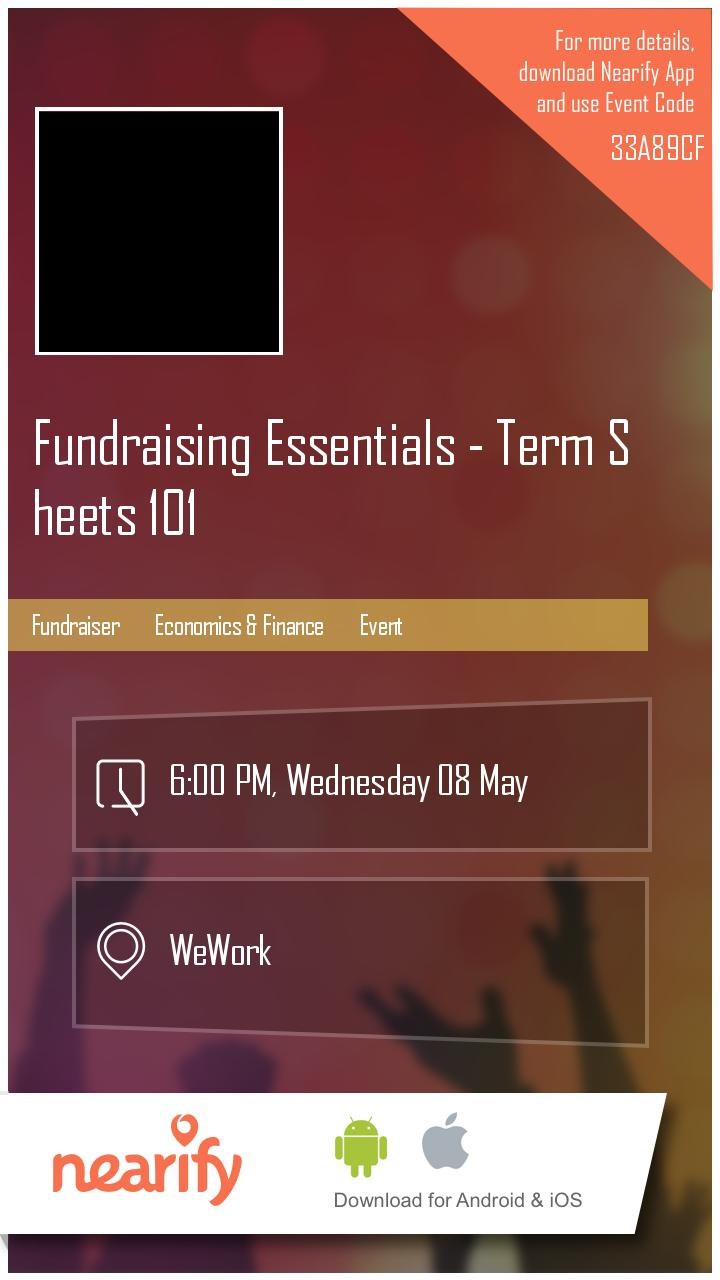 For more details,
download Nearify App
and use Event Code
33A89CF
Fundraising Essentials - Term S
heets 101
Fundraiser Economics & Finance Event
6:00 PM, Wednesday 08 May
WeWork
nearify
Download for Android & iOS